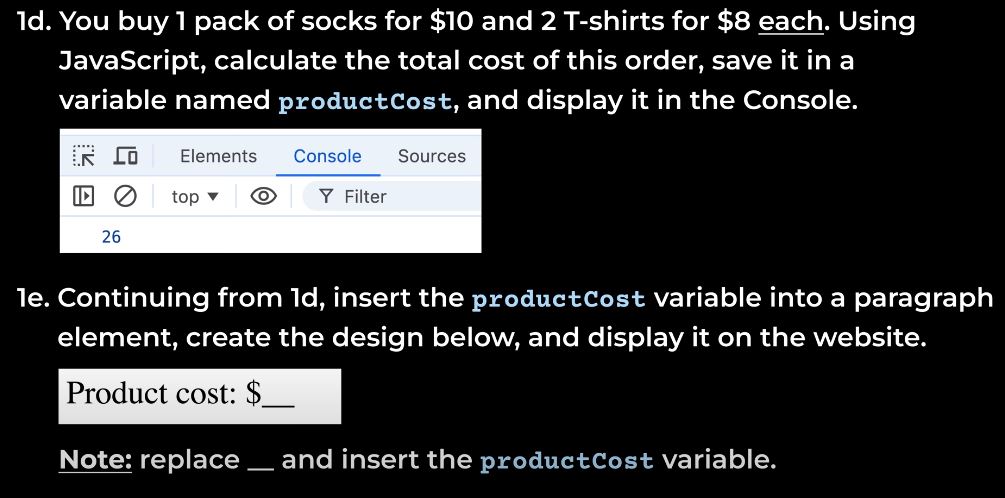 1d. You buy 1 pack of socks for $10 and 2 T-shirts for $8 each. Using
JavaScript, calculate the total cost of this order, save it in a
variable named productCost, and display it in the Console.
Elements Console Sources
top ▼ Filter
26
1e. Continuing from 1d, insert the productCost variable into a paragraph
element, create the design below, and display it on the website.
Product cost: $__
Note: replace __ and insert the productCost variable.